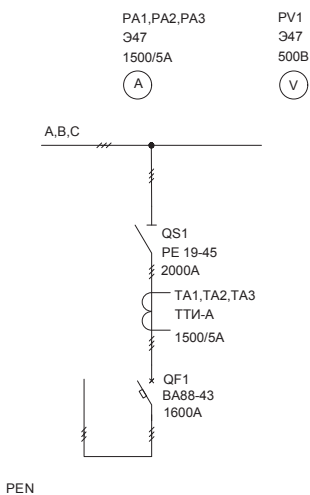 PA1,PA2,PA3
Э47
1500/5А
A
PV1
Э47
500В
V
A,B,C
QS1
РЕ 19-45
2000А
TA1,TA2,TA3
ТТИ-А
1500/5А
QF1
ВА88-43
1600А
PEN